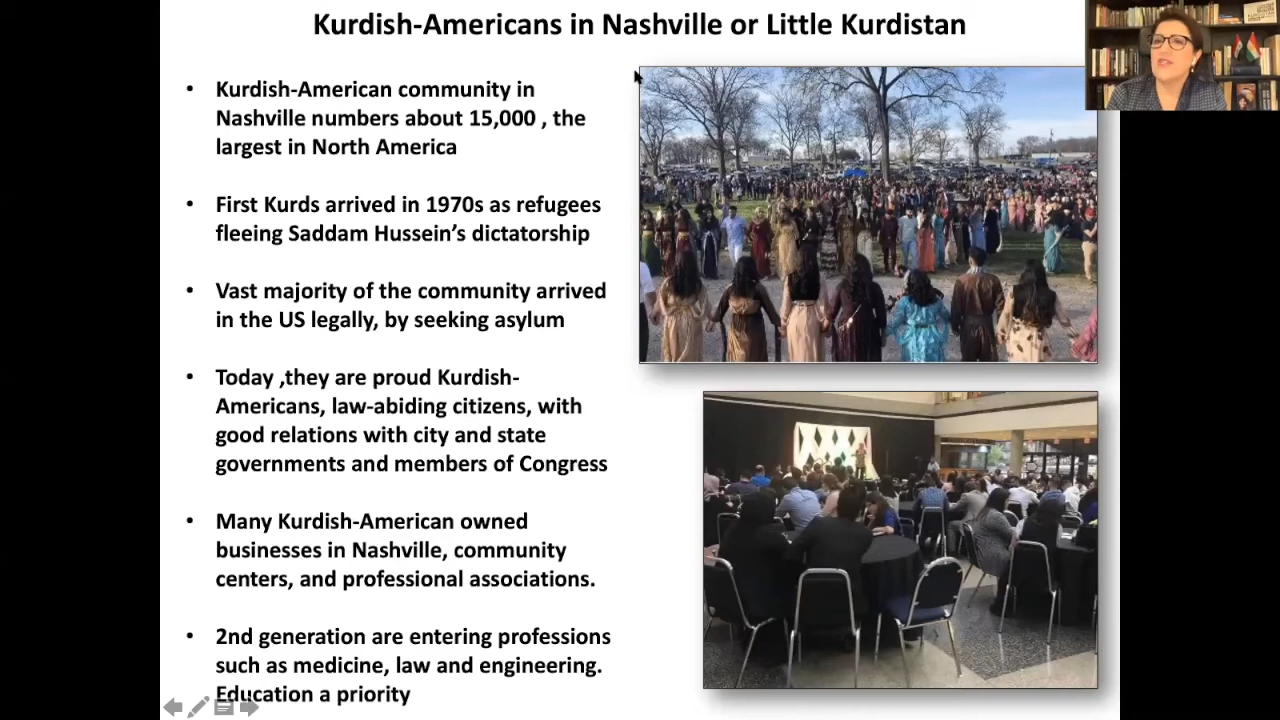 Kurdish-Americans in Nashville or Little Kurdistan
• Kurdish-American community in
Nashville numbers about 15,000 , the
largest in North America
• First Kurds arrived in 1970s as refugees
fleeing Saddam Hussein’s dictatorship
• Vast majority of the community arrived
in the US legally, by seeking asylum
• Today ,they are proud Kurdish-
Americans, law-abiding citizens, with
good relations with city and state
governments and members of Congress
• Many Kurdish-American owned
businesses in Nashville, community
centers, and professional associations.
• 2nd generation are entering professions
such as medicine, law and engineering.
Education a priority